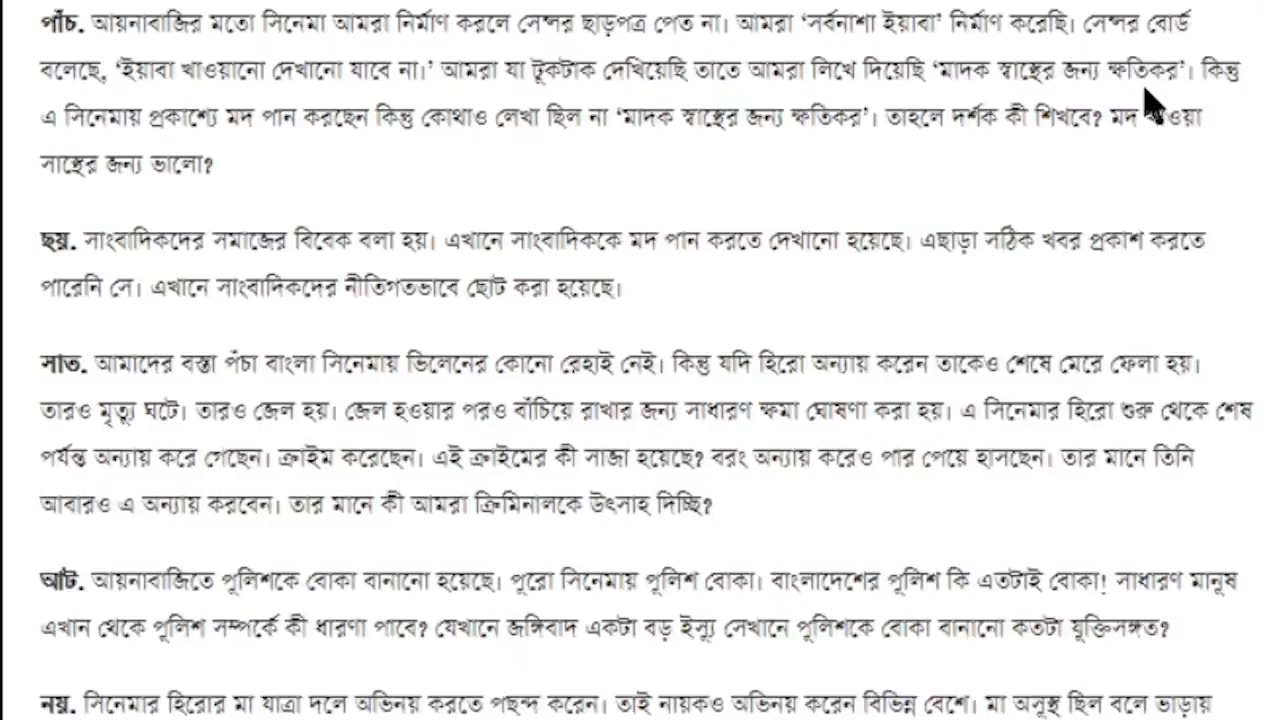 পাঁচ. আয়নাবাজির মতো সিনেমা আমরা নির্মাণ করলে সেন্সর ছাড়পত্র পেত না। আমরা ‘সর্বনাশা ইয়াবা’ নির্মাণ করেছি। সেন্সর বোর্ড
বলেছে, ‘ইয়াবা খাওয়ানো দেখানো যাবে না।’ আমরা যা টুকটাক দেখিয়েছি তাতে আমরা লিখে দিয়েছি ‘মাদক স্বাস্থ্যের জন্য ক্ষতিকর’। কিন্তু
এ সিনেমায় প্রকাশ্যে মদ পান করছেন কিন্তু কোথাও লেখা ছিল না ‘মাদক স্বাস্থ্যের জন্য ক্ষতিকর’। তাহলে দর্শক কী শিখবে? মদ খাওয়া
সাস্থ্যের জন্য ভালো?
ছয়. সাংবাদিকদের সমাজের বিবেক বলা হয়। এখানে সাংবাদিককে মদ পান করতে দেখানো হয়েছে। এছাড়া সঠিক খবর প্রকাশ করতে
পারেনি সে। এখানে সাংবাদিকদের নীতিগতভাবে ছোট করা হয়েছে।
সাত. আমাদের বস্তা পঁচা বাংলা সিনেমায় ভিলেনের কোনো রেহাই নেই। কিন্তু যদি হিরো অন্যায় করেন তাকেও শেষে মেরে ফেলা হয়।
তারও মৃত্যু ঘটে। তারও জেল হয়। জেল হওয়ার পরও বাঁচিয়ে রাখার জন্য সাধারণ ক্ষমা ঘোষণা করা হয়। এ সিনেমার হিরো শুরু থেকে শেষ
পর্যন্ত অন্যায় করে গেছেন। ক্রাইম করেছেন। এই ক্রাইমের কী সাজা হয়েছে? বরং অন্যায় করেও পার পেয়ে হাসছেন। তার মানে তিনি
আবারও এ অন্যায় করবেন। তার মানে কী আমরা ক্রিমিনালকে উৎসাহ দিচ্ছি?
আট. আয়নাবাজিতে পুলিশকে বোকা বানানো হয়েছে। পুরো সিনেমায় পুলিশ বোকা। বাংলাদেশের পুলিশ কি এতটাই বোকা! সাধারণ মানুষ
এখান থেকে পুলিশ সম্পর্কে কী ধারণা পাবে? যেখানে জঙ্গিবাদ একটা বড় ইস্যু সেখানে পুলিশকে বোকা বানানো কতটা যুক্তিসঙ্গত?
নয়. সিনেমার হিরোর মা যাত্রা দলে অভিনয় করতে পছন্দ করেন। তাই নায়কও অভিনয় করেন বিভিন্ন বেশে। মা অসুস্থ ছিল বলে ভাড়ায়